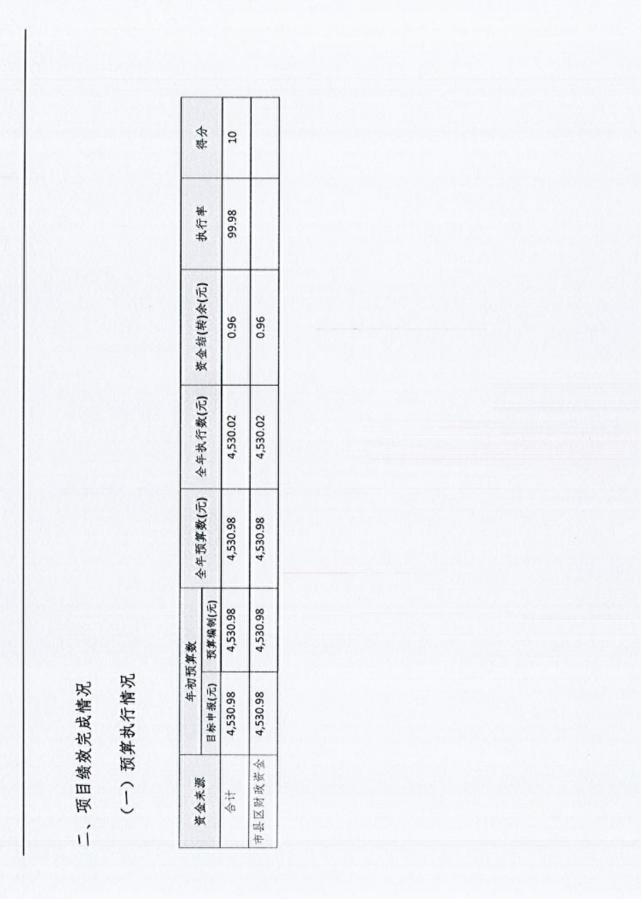 二、项目绩效完成情况
（一）预算执行情况
资金来源 年初预算数 全年预算数(元) 全年执行数(元) 资金结(转)余(元) 执行率 得分
目标申报(元) 预算编制(元)
合计 4,530.98 4,530.98 4,530.98 4,530.02 0.96 99.98 10
市县区财政资金 4,530.98 4,530.98 4,530.98 4,530.02 0.96